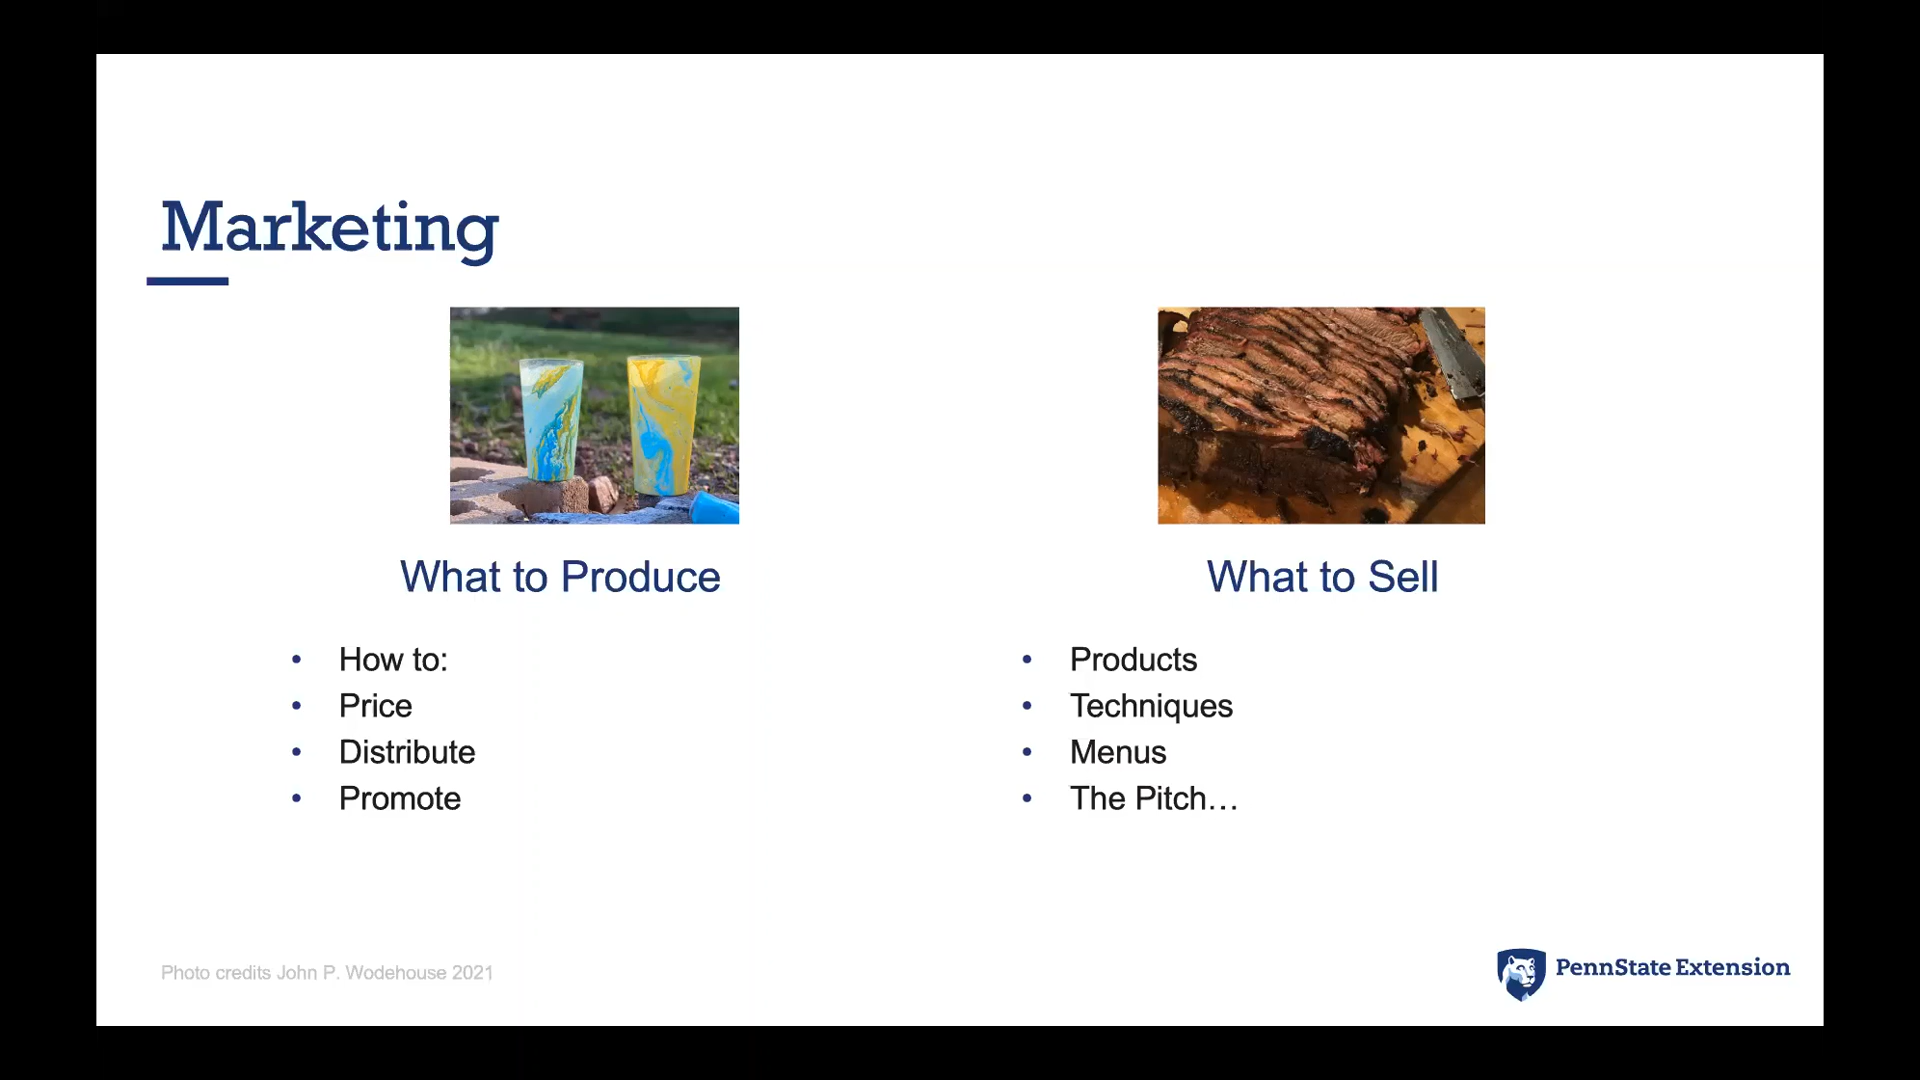 Marketing
What to Produce
• How to:
• Price
• Distribute
• Promote
What to Sell
• Products
• Techniques
• Menus
• The Pitch…
Photo credits John P. Wodehouse 2021
PennState Extension